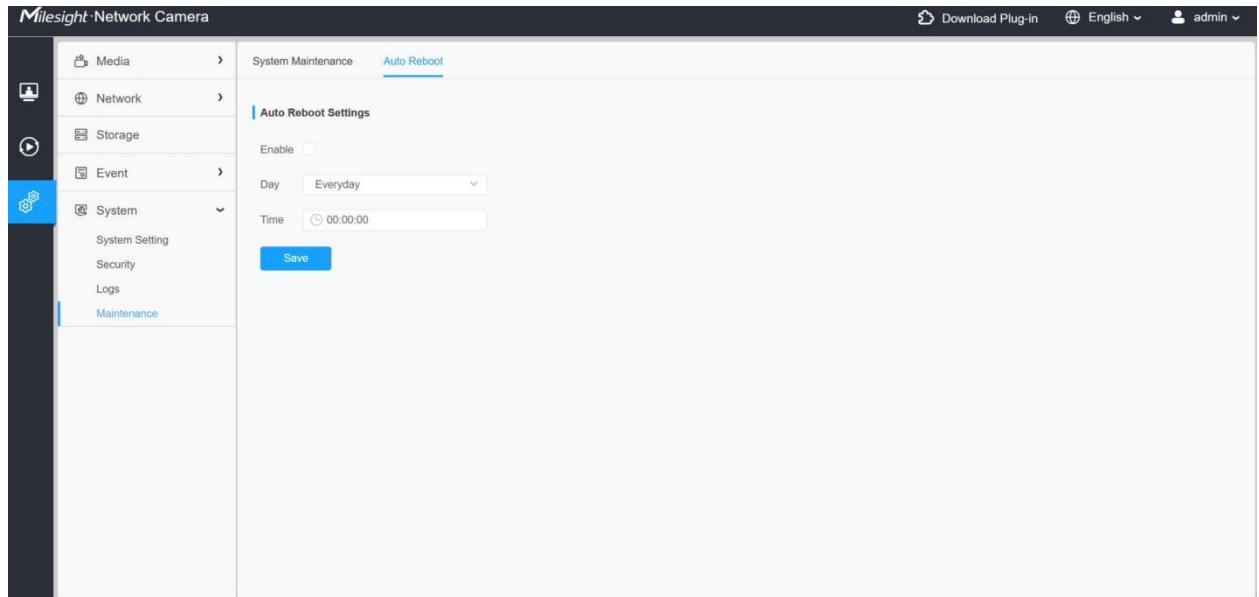 Milesight·Network Camera
Download Plug-in
English
admin
Media
Network
Storage
Event
System
System Setting
Security
Logs
Maintenance
System Maintenance
Auto Reboot
Auto Reboot Settings
Enable
Day Everyday
Time 00:00:00
Save